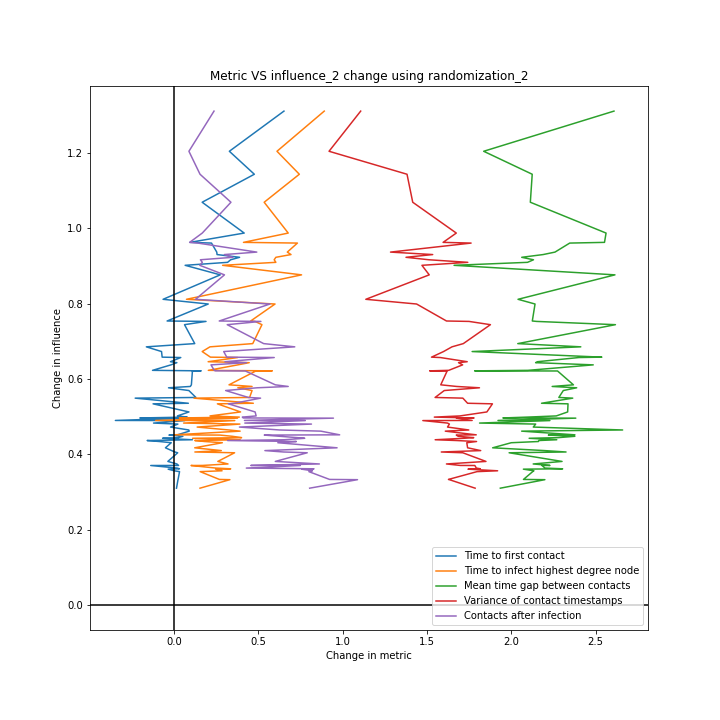 Metric VS influence_2 change using randomization_2
Change in influence
1.2
1.0
0.8
0.6
0.4
0.2
0.0
Time to first contact
Time to infect highest degree node
Mean time gap between contacts
Variance of contact timestamps
Contacts after infection
0.0 0.5 1.0 1.5 2.0 2.5
Change in metric